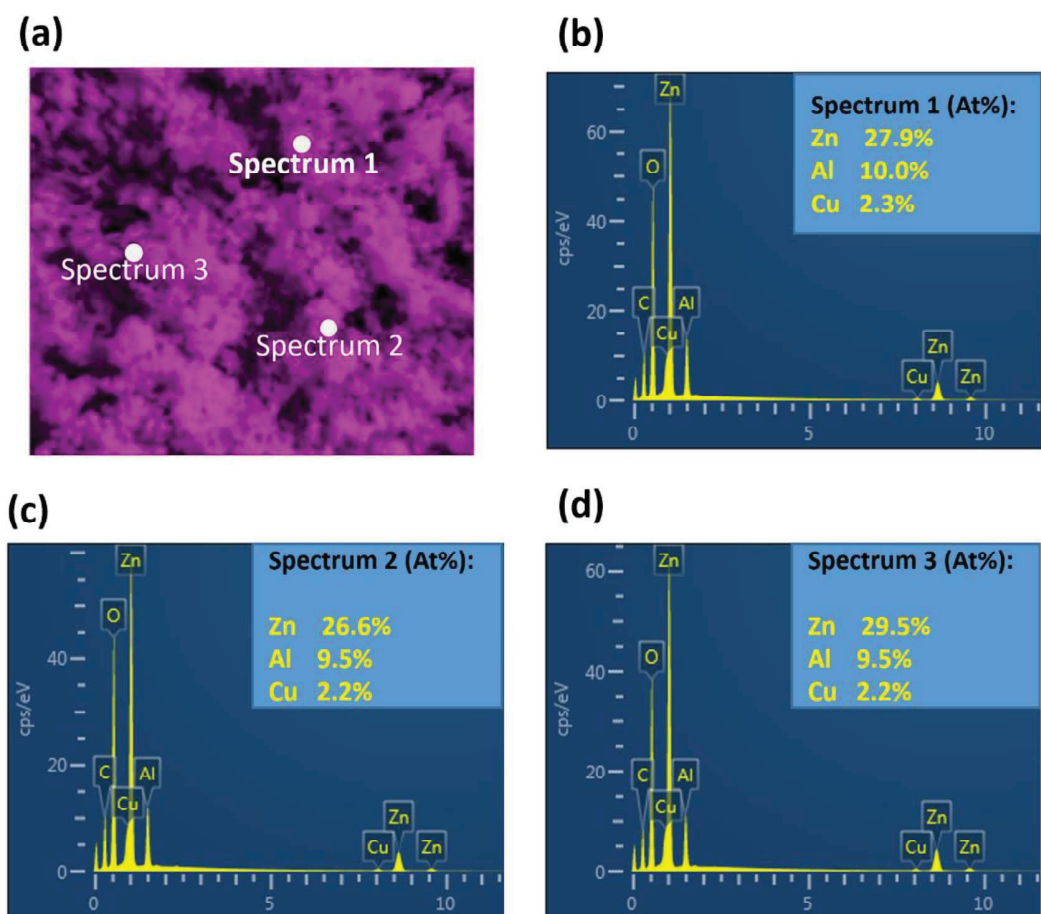 (a)
Spectrum 1
Spectrum 3
Spectrum 2
(b)
Spectrum 1 (At%):
Zn 27.9%
Al 10.0%
Cu 2.3%
Zn
O
C
Al
Cu
Zn
Cu
Zn
cps/eV
60
40
20
0
0 5 10
(c)
Spectrum 2 (At%):
Zn 26.6%
Al 9.5%
Cu 2.2%
Zn
O
C
Al
Cu
Zn
Cu
Zn
cps/eV
40
20
0
0 5 10
(d)
Spectrum 3 (At%):
Zn 29.5%
Al 9.5%
Cu 2.2%
Zn
O
C
Al
Cu
Zn
Cu
Zn
cps/eV
60
40
20
0
0 5 10